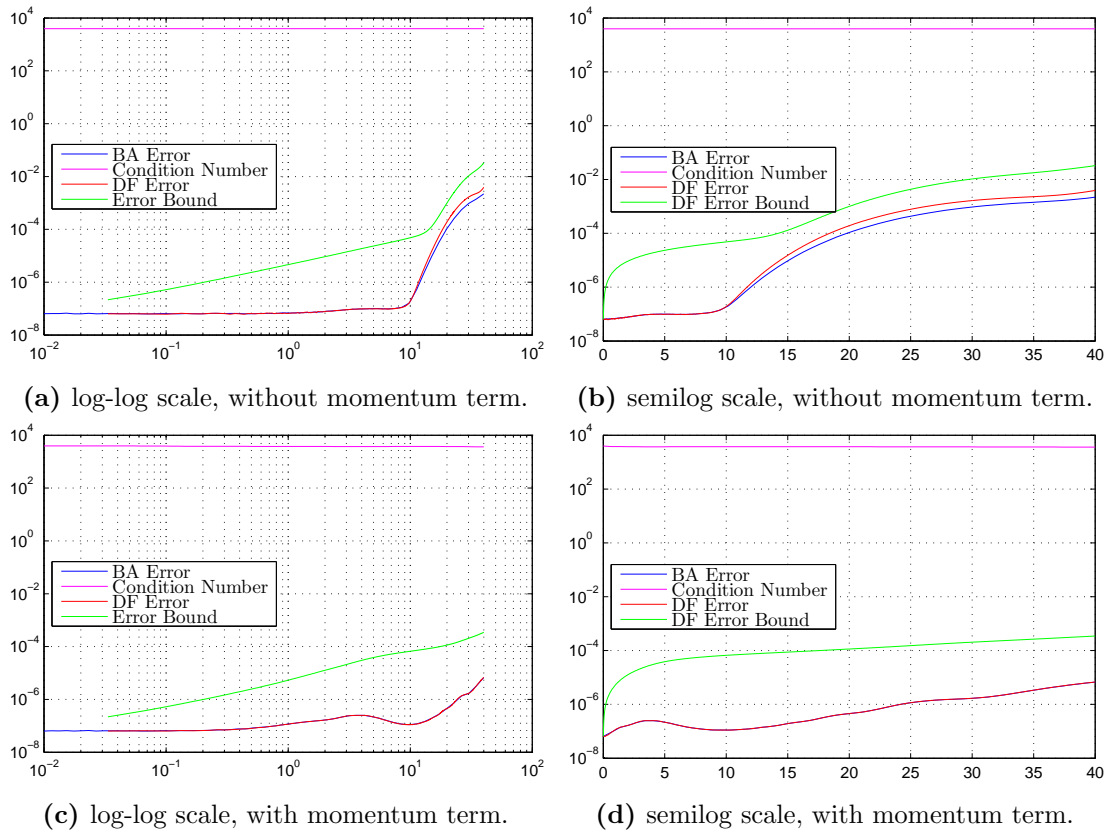 10^4
10^2
10^0
10^-2
10^-4
10^-6
10^-8
BA Error
Condition Number
DF Error
Error Bound
10^-2 10^-1 10^0 10^1 10^2
(a) log-log scale, without momentum term.
10^4
10^2
10^0
10^-2
10^-4
10^-6
10^-8
BA Error
Condition Number
DF Error
DF Error Bound
0 5 10 15 20 25 30 35 40
(b) semilog scale, without momentum term.
10^4
10^2
10^0
10^-2
10^-4
10^-6
10^-8
BA Error
Condition Number
DF Error
Error Bound
10^-2 10^-1 10^0 10^1 10^2
(c) log-log scale, with momentum term.
10^4
10^2
10^0
10^-2
10^-4
10^-6
10^-8
BA Error
Condition Number
DF Error
DF Error Bound
0 5 10 15 20 25 30 35 40
(d) semilog scale, with momentum term.